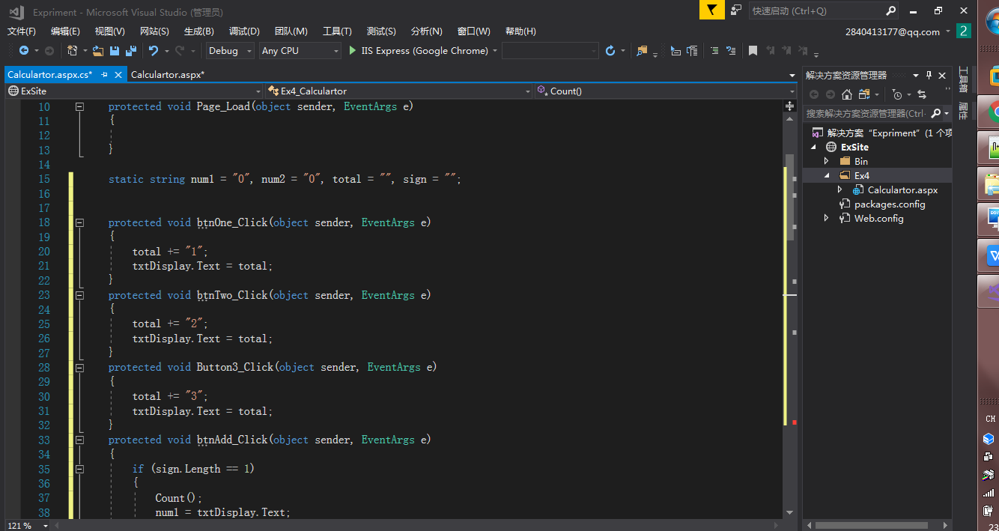 Expriment - Microsoft Visual Studio (管理员)
快速启动 (Ctrl+Q)
文件(F) 编辑(E) 视图(V) 网站(S) 生成(B) 调试(D) 团队(M) 工具(T) 测试(S) 分析(N) 窗口(W) 帮助(H)
2840413177@qq.com 2
Debug Any CPU IIS Express (Google Chrome)
Calculartor.aspx.cs* Calculartor.aspx*
ExSite Ex4_Calculartor Count()
10 protected void Page_Load(object sender, EventArgs e)
11 {
12
13 }
14
15 static string num1 = "0", num2 = "0", total = "", sign = "";
16
17
18 protected void btnOne_Click(object sender, EventArgs e)
19 {
20 total += "1";
21 txtDisplay.Text = total;
22 }
23 protected void btnTwo_Click(object sender, EventArgs e)
24 {
25 total += "2";
26 txtDisplay.Text = total;
27 }
28 protected void Button3_Click(object sender, EventArgs e)
29 {
30 total += "3";
31 txtDisplay.Text = total;
32 }
33 protected void btnAdd_Click(object sender, EventArgs e)
34 {
35 if (sign.Length == 1)
36 {
37 Count();
38 num1 = txtDisplay.Text;
121 %
解决方案资源管理器
搜索解决方案资源管理器(Ctrl-
解决方案 "Expriment" (1 个项
ExSite
Bin
Ex4
Calculartor.aspx
packages.config
Web.config
工具箱
属性
CH
23